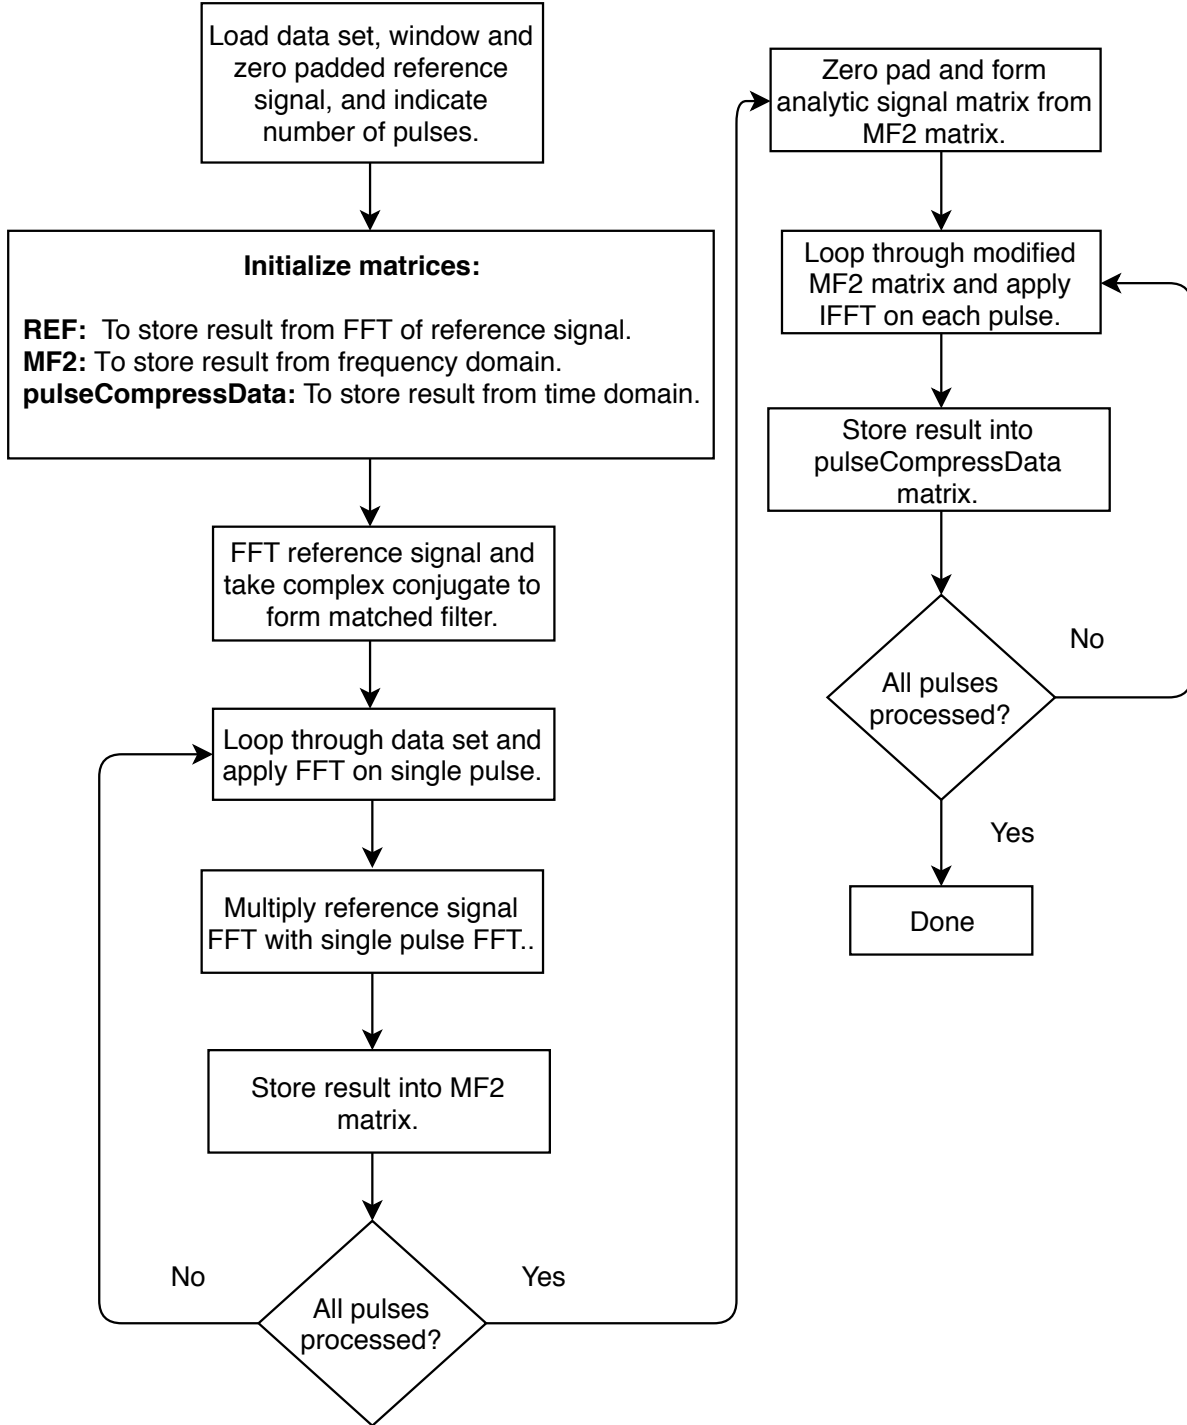 Load data set, window and
zero padded reference
signal, and indicate
number of pulses.
Initialize matrices:
REF:  To store result from FFT of reference signal.
MF2: To store result from frequency domain.
pulseCompressData: To store result from time domain.
FFT reference signal and
take complex conjugate to
form matched filter.
Loop through data set and
apply FFT on single pulse.
Multiply reference signal
FFT with single pulse FFT..
Store result into MF2
matrix.
No
Yes
All pulses
processed?
Zero pad and form
analytic signal matrix from
MF2 matrix.
Loop through modified
MF2 matrix and apply
IFFT on each pulse.
Store result into
pulseCompressData
matrix.
No
All pulses
processed?
Yes
Done